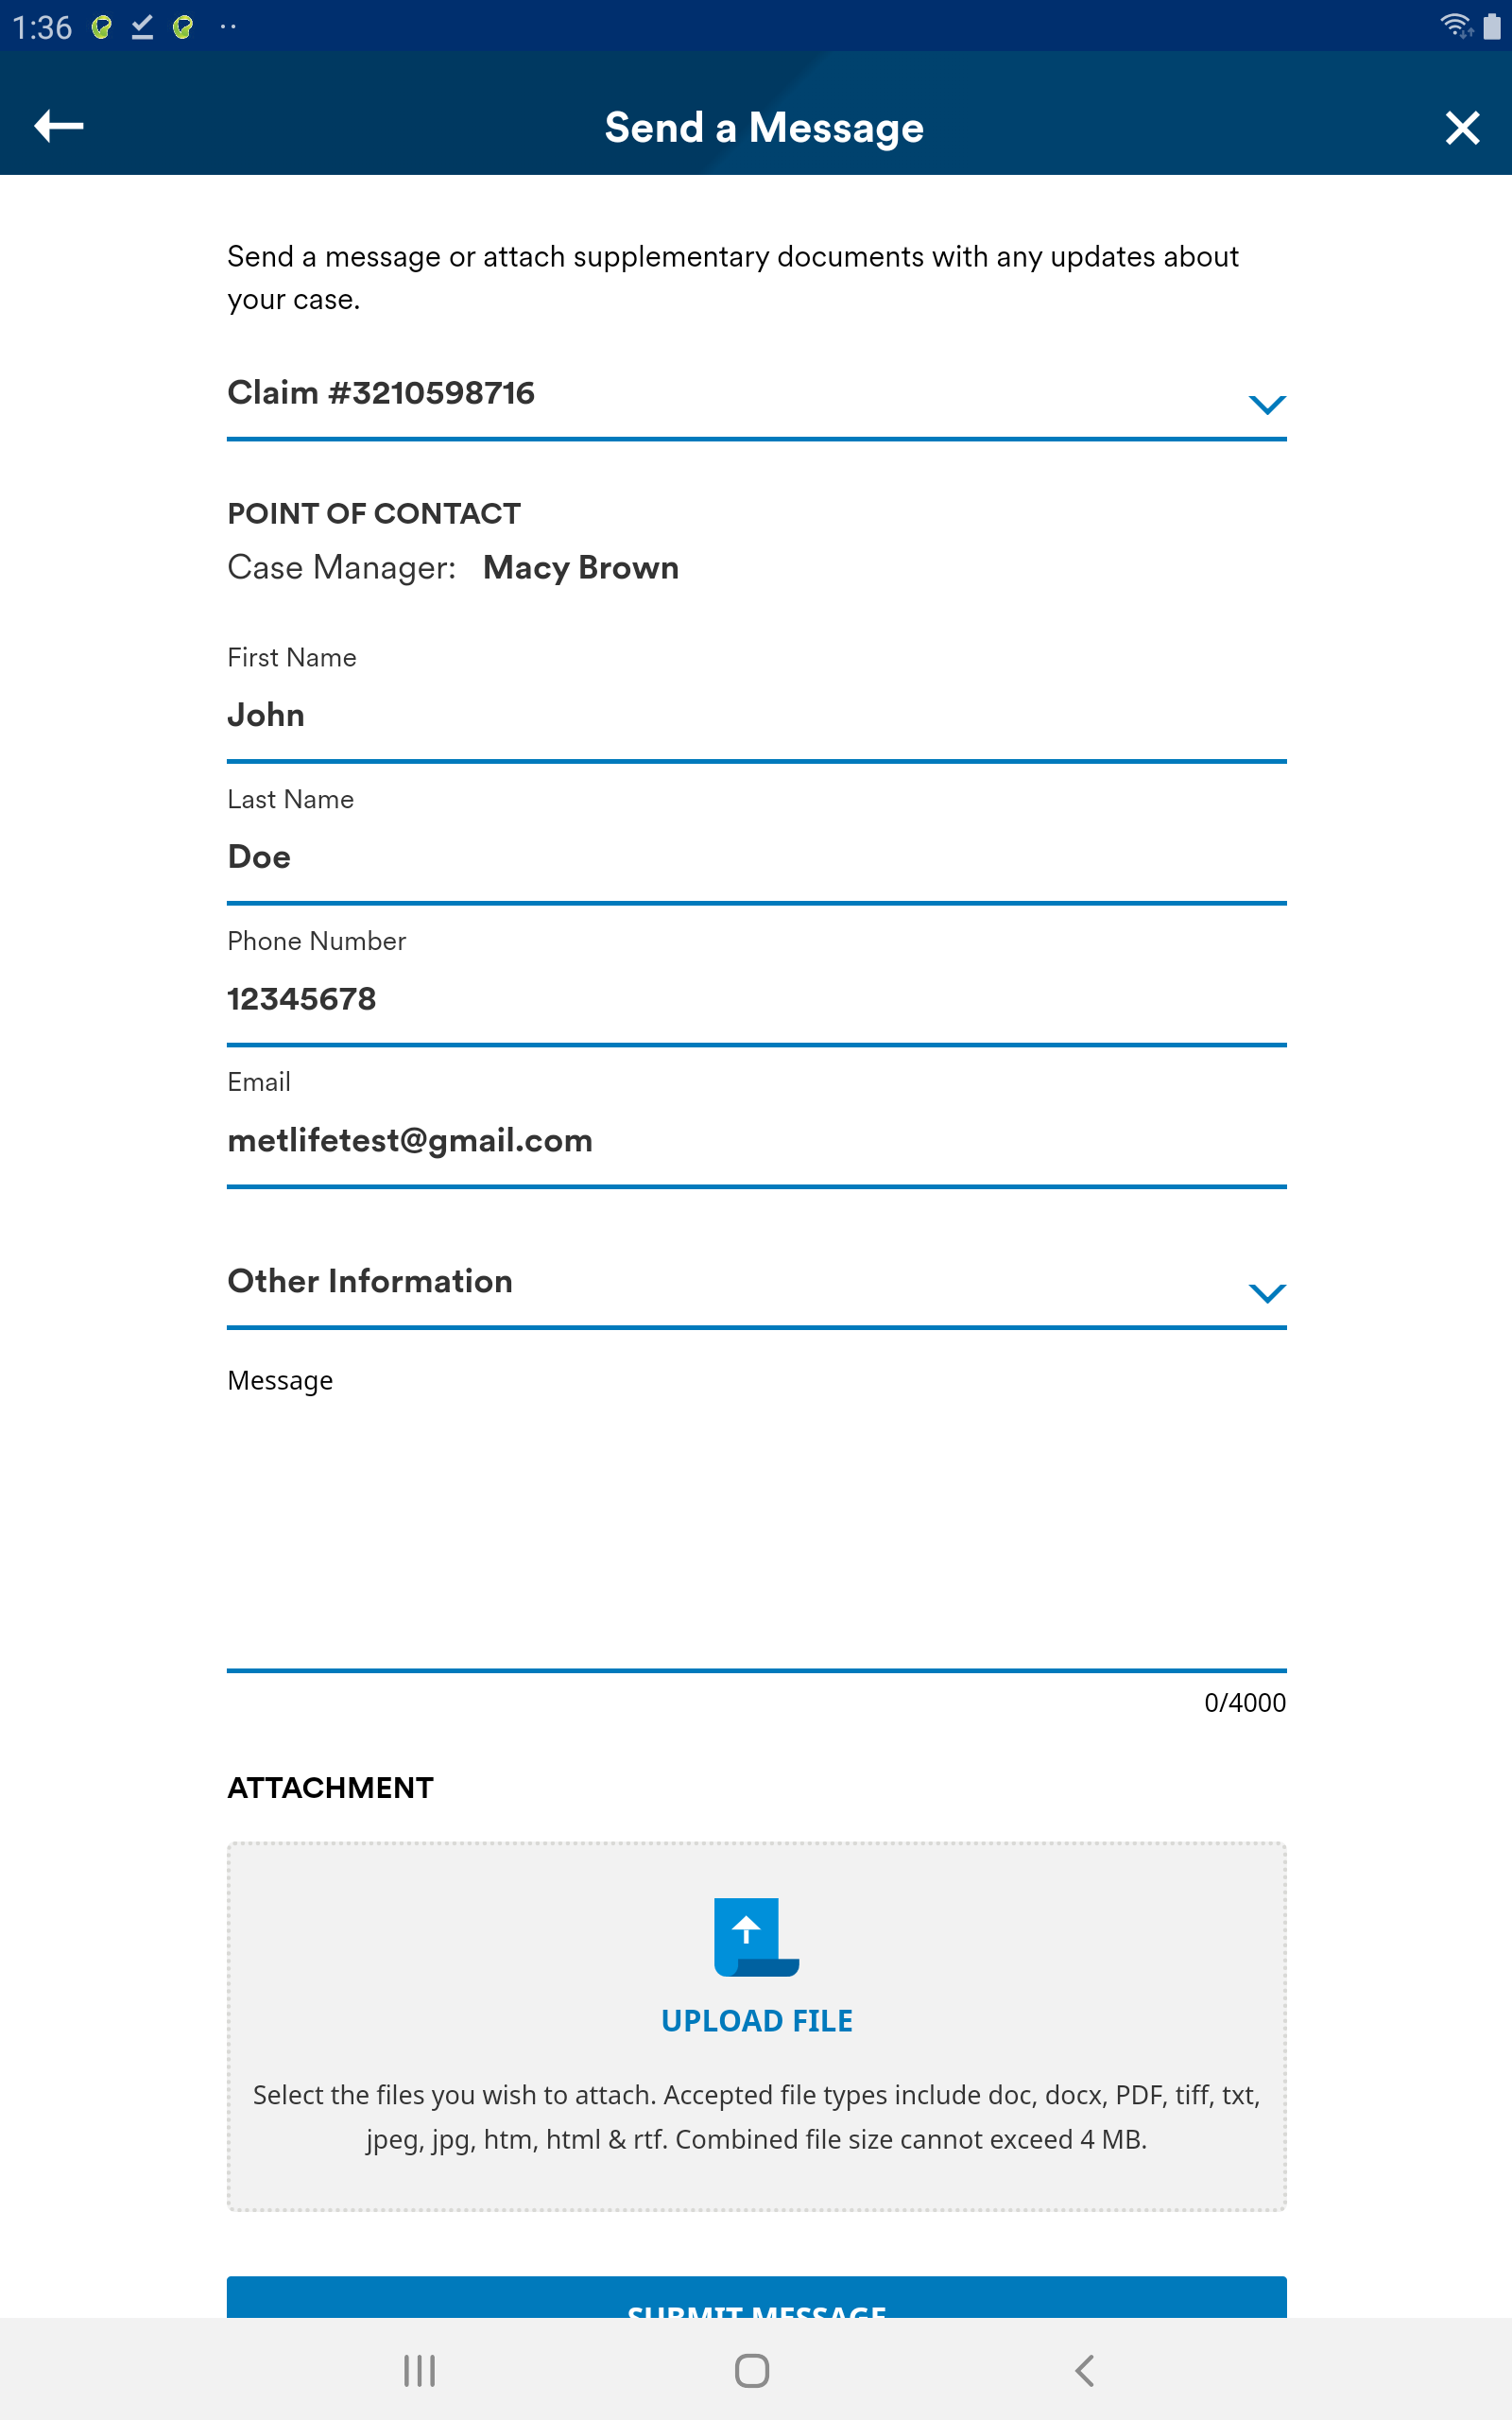 1:36
Send a Message
Send a message or attach supplementary documents with any updates about
your case.
Claim #3210598716
POINT OF CONTACT
Case Manager: Macy Brown
First Name
John
Last Name
Doe
Phone Number
12345678
Email
metlifetest@gmail.com
Other Information
Message
0/4000
ATTACHMENT
UPLOAD FILE
Select the files you wish to attach. Accepted file types include doc, docx, PDF, tiff, txt,
jpeg, jpg, htm, html & rtf. Combined file size cannot exceed 4 MB.
SUBMIT MESSAGE